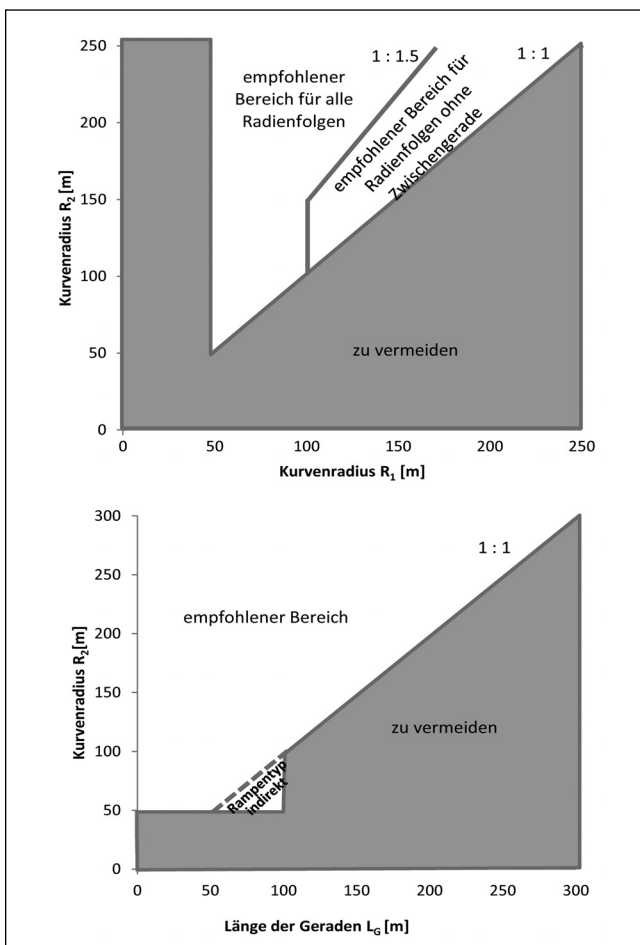 250
200
150
100
50
0
Kurvenradius R₂ [m]
empfohlener
Bereich für alle
Radienfolgen
1 : 1.5
empfohlener Bereich für
Radienfolgen ohne
Zwischengerade
1 : 1
zu vermeiden
0
50
100
150
200
250
Kurvenradius R₁ [m]
300
250
200
150
100
50
0
Kurvenradius R₂[m]
1 : 1
empfohlener Bereich
zu vermeiden
Rampentyp
indirekt
0
50
100
200
300
Länge der Geraden L_G [m]